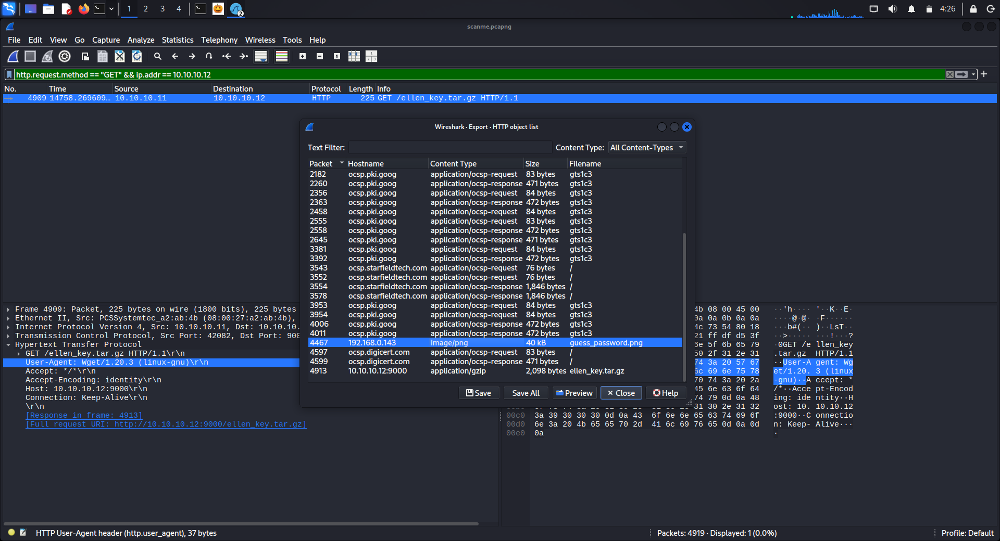 1 2 3 4 2 4:26
scanme.pcapng
File Edit View Go Capture Analyze Statistics Telephony Wireless Tools Help
http.request.method == "GET" && ip.addr == 10.10.10.12
No. Time Source Destination Protocol Length Info
4909 14758.269609… 10.10.10.11 10.10.10.12 HTTP 225 GET /ellen_key.tar.gz HTTP/1.1
Wireshark · Export · HTTP object list
Text Filter: Content Type: All Content-Types
Packet Hostname Content Type Size Filename
2182 ocsp.pki.goog application/ocsp-request 83 bytes gts1c3
2260 ocsp.pki.goog application/ocsp-response 471 bytes gts1c3
2356 ocsp.pki.goog application/ocsp-request 84 bytes gts1c3
2363 ocsp.pki.goog application/ocsp-response 472 bytes gts1c3
2458 ocsp.pki.goog application/ocsp-request 84 bytes gts1c3
2555 ocsp.pki.goog application/ocsp-request 83 bytes gts1c3
2558 ocsp.pki.goog application/ocsp-response 472 bytes gts1c3
2645 ocsp.pki.goog application/ocsp-response 471 bytes gts1c3
3381 ocsp.pki.goog application/ocsp-request 84 bytes gts1c3
3392 ocsp.pki.goog application/ocsp-response 472 bytes gts1c3
3543 ocsp.starfieldtech.com application/ocsp-request 76 bytes /
3552 ocsp.starfieldtech.com application/ocsp-request 76 bytes /
3554 ocsp.starfieldtech.com application/ocsp-response 1,846 bytes /
3578 ocsp.starfieldtech.com application/ocsp-response 1,846 bytes /
3953 ocsp.pki.goog application/ocsp-request 84 bytes gts1c3
3954 ocsp.pki.goog application/ocsp-request 84 bytes gts1c3
4006 ocsp.pki.goog application/ocsp-response 472 bytes gts1c3
4011 ocsp.pki.goog application/ocsp-response 472 bytes gts1c3
4467 192.168.0.143 image/png 40 kB guess_password.png
4597 ocsp.digicert.com application/ocsp-request 83 bytes /
4599 ocsp.digicert.com application/ocsp-response 471 bytes /
4913 10.10.10.12:9000 application/gzip 2,098 bytes ellen_key.tar.gz
Save Save All Preview Close Help
Frame 4909: Packet, 225 bytes on wire (1800 bits), 225 bytes
Ethernet II, Src: PCSSystemtec_a2:ab:4b (08:00:27:a2:ab:4b),
Internet Protocol Version 4, Src: 10.10.10.11, Dst: 10.10.10.
Transmission Control Protocol, Src Port: 42082, Dst Port: 900
Hypertext Transfer Protocol
GET /ellen_key.tar.gz HTTP/1.1\r\n
User-Agent: Wget/1.20.3 (linux-gnu)\r\n
Accept: */*\r\n
Accept-Encoding: identity\r\n
Host: 10.10.10.12:9000\r\n
Connection: Keep-Alive\r\n
\r\n
[Response in frame: 4913]
[Full request URI: http://10.10.10.12:9000/ellen_key.tar.gz]
4b 08 00 45 00 ··'h···· '··K··E·
0a 0a 0b 0a 0a ····@·@· ·F······
4c 73 54 80 18 ···b#(·· )··LsT··
21 ff df d5 3f ··>····· ···!···?
6e 5f 6b 65 79 ·0GET /e llen_key
50 2f 31 2e 31 .tar.gz HTTP/1.1
74 3a 20 57 67 ··User-A gent: Wg
6c 69 6e 75 78 et/1.20. 3 (linux
70 74 3a 20 2a -gnu)··A ccept: *
45 6e 63 6f 64 /*··Acce pt-Encod
74 79 0d 0a 48 ing: ide ntity··H
31 30 2e 31 32 ost: 10. 10.10.12
00c0 3a 39 30 30 30 0d 0a 43 6f 6e 6e 65 63 74 69 6f :9000··C onnectio
00d0 6e 3a 20 4b 65 65 70 2d 41 6c 69 76 65 0d 0a 0d n: Keep- Alive···
00e0 0a ·
HTTP User-Agent header (http.user_agent), 37 bytes Packets: 4919 · Displayed: 1 (0.0%) Profile: Default